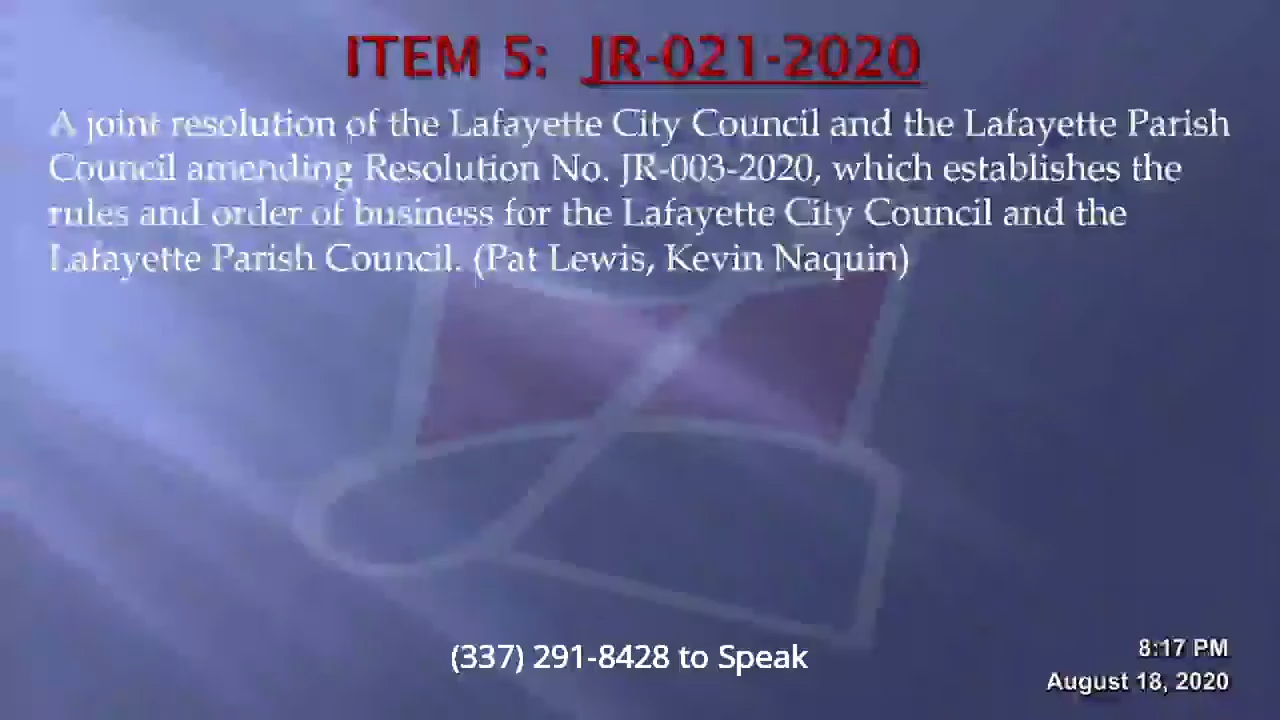 ITEM 5: JR-021-2020
A joint resolution of the Lafayette City Council and the Lafayette Parish
Council amending Resolution No. JR-003-2020, which establishes the
rules and order of business for the Lafayette City Council and the
Lafayette Parish Council. (Pat Lewis, Kevin Naquin)
(337) 291-8428 to Speak
8:17 PM
August 18, 2020